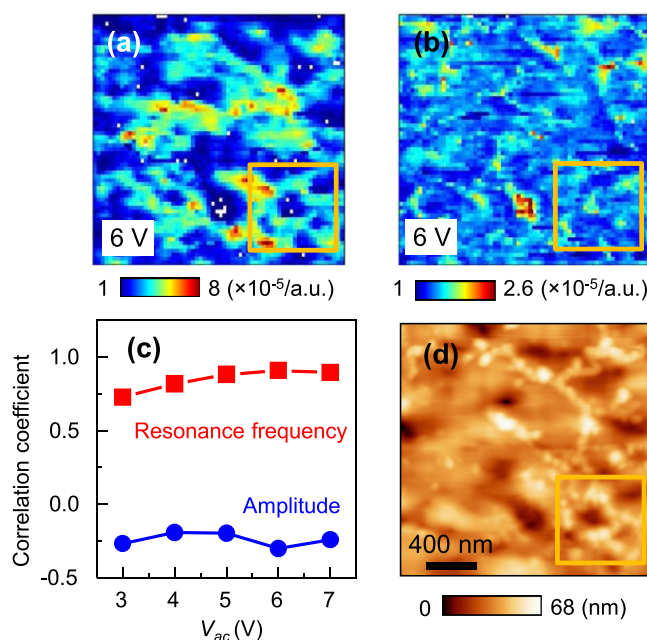 (a)
(b)
6 V
6 V
1 8 (×10-5/a.u.)
1 2.6 (×10-5/a.u.)
(c)
(d)
Correlation coefficient
1.0
0.5
0.0
-0.5
Resonance frequency
Amplitude
3 4 5 6 7
Vac (V)
400 nm
0 68 (nm)